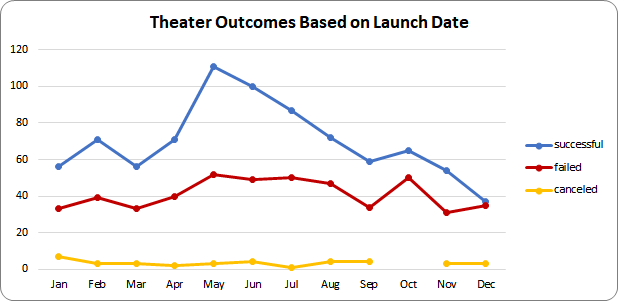 Theater Outcomes Based on Launch Date
120
100
80
60
40
20
0
Jan Feb Mar Apr May Jun Jul Aug Sep Oct Nov Dec
successful
failed
canceled